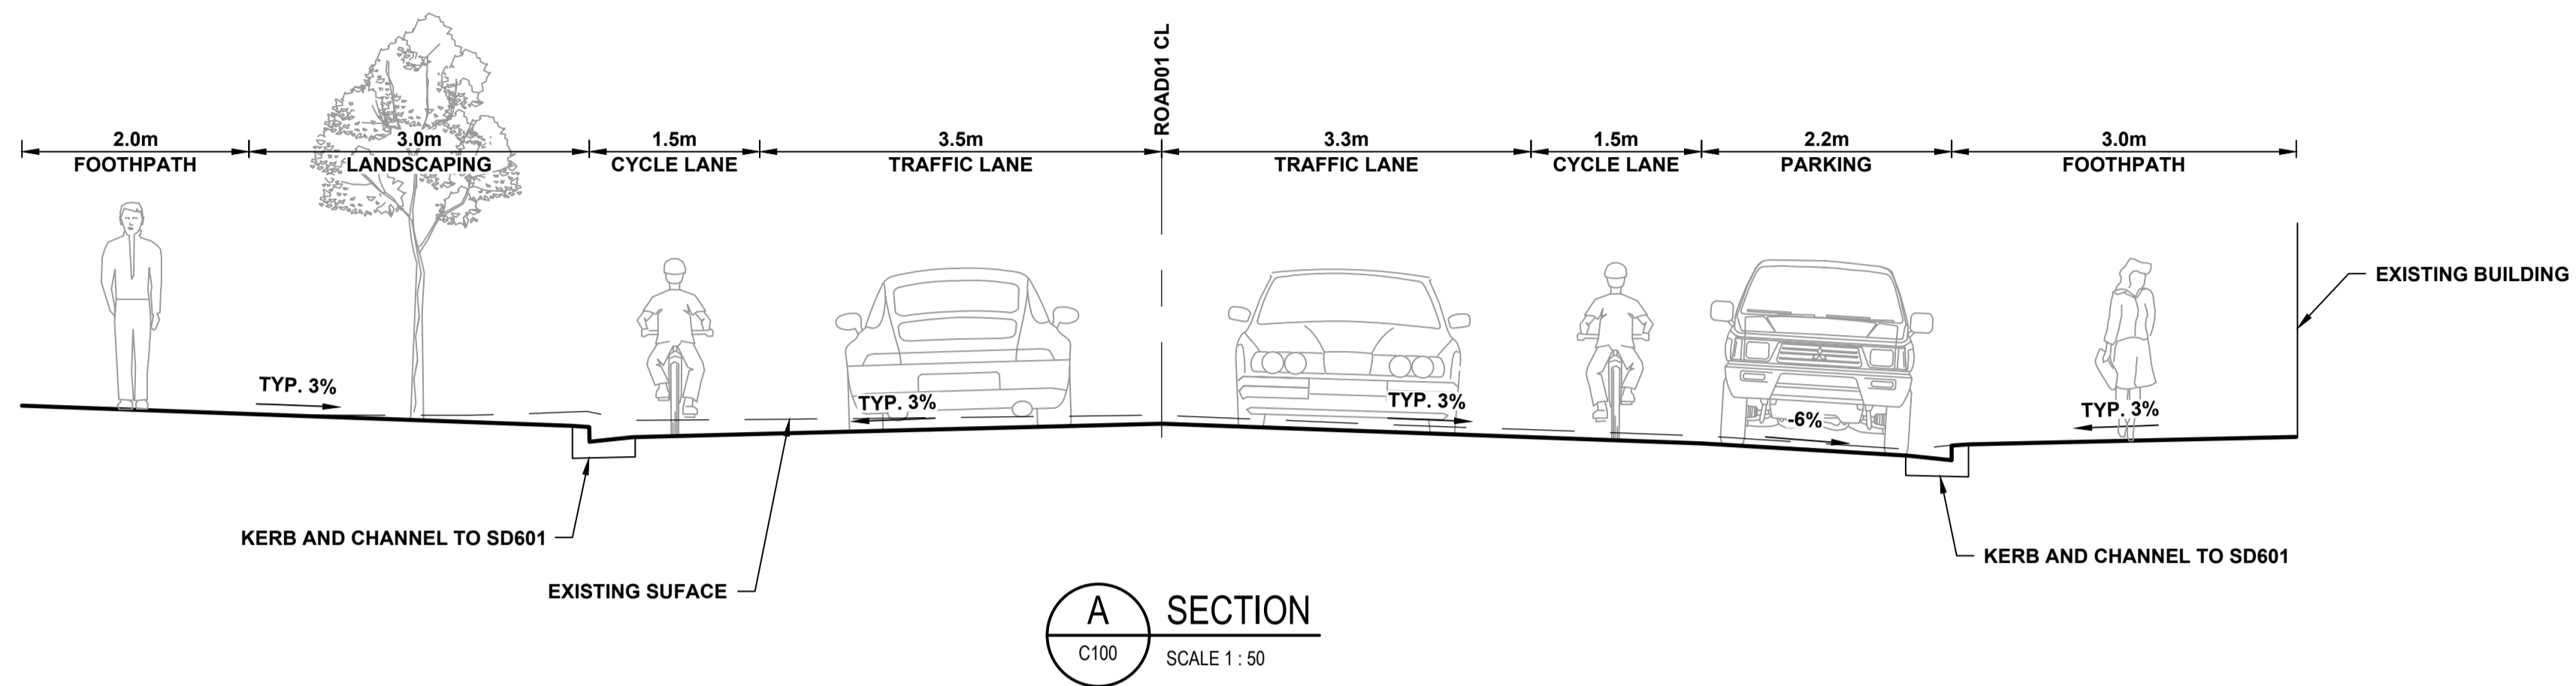 ROAD01 CL
2.0m
FOOTHPATH
3.0m
LANDSCAPING
1.5m
CYCLE LANE
3.5m
TRAFFIC LANE
3.3m
TRAFFIC LANE
1.5m
CYCLE LANE
2.2m
PARKING
3.0m
FOOTHPATH
EXISTING BUILDING
TYP. 3%
TYP. 3%
TYP. 3%
-6%
TYP. 3%
KERB AND CHANNEL TO SD601
EXISTING SUFACE
KERB AND CHANNEL TO SD601
A
C100
SECTION
SCALE 1 : 50